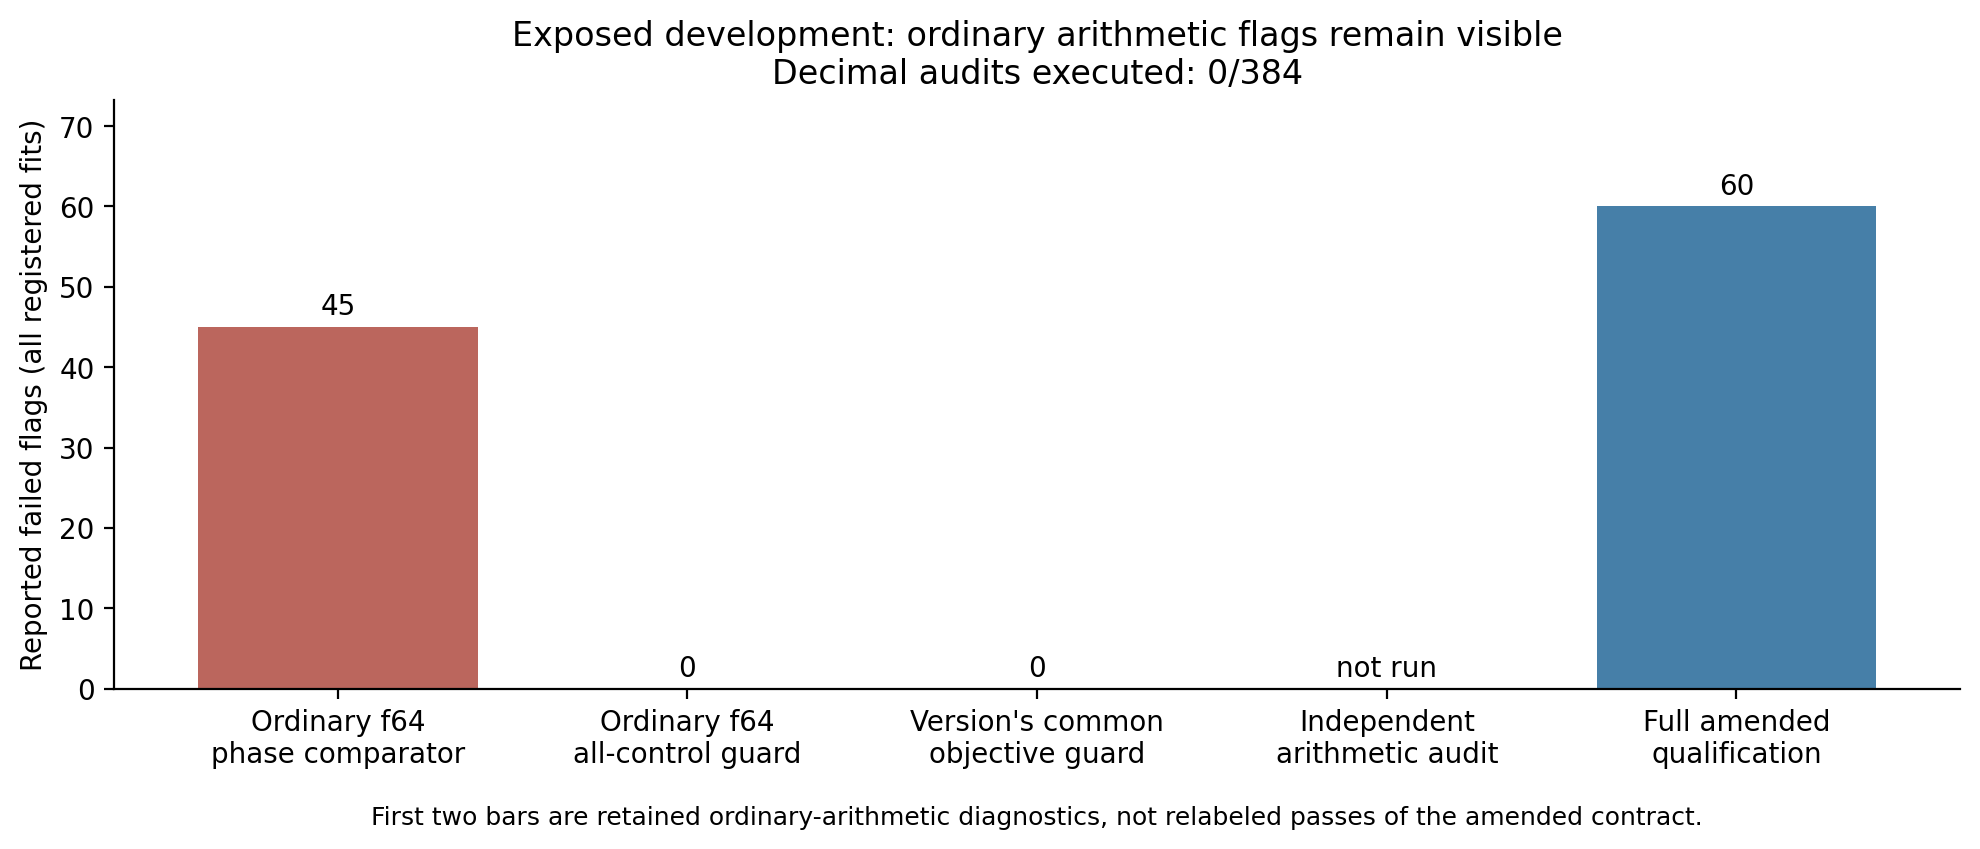 Exposed development: ordinary arithmetic flags remain visible
Decimal audits executed: 0/384
Reported failed flags (all registered fits)
70
60
50
40
30
20
10
0
45
0
0
not run
60
Ordinary f64
phase comparator
Ordinary f64
all-control guard
Version's common
objective guard
Independent
arithmetic audit
Full amended
qualification
First two bars are retained ordinary-arithmetic diagnostics, not relabeled passes of the amended contract.